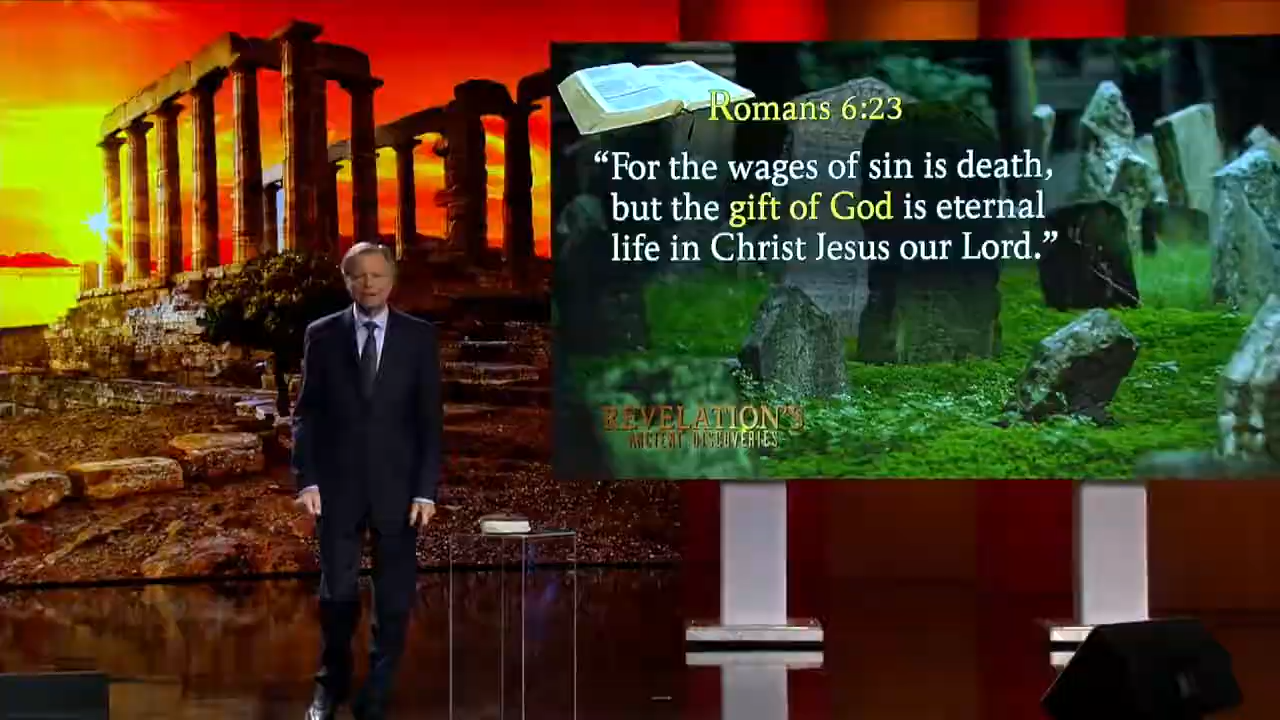 Romans 6:23
“For the wages of sin is death,
but the gift of God is eternal
life in Christ Jesus our Lord.”
REVELATION'S
ANCIENT DISCOVERIES